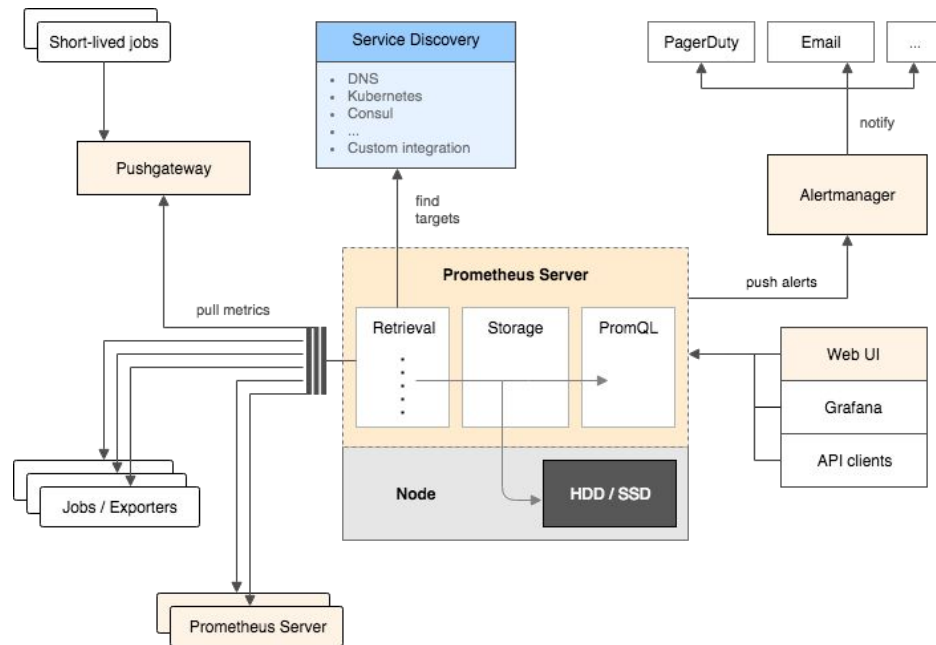 Short-lived jobs
Service Discovery
• DNS
• Kubernetes
• Consul
• ...
• Custom integration
PagerDuty
Email
...
notify
Pushgateway
Alertmanager
find
targets
Prometheus Server
push alerts
pull metrics
Retrieval
Storage
PromQL
Web UI
Grafana
API clients
Node
HDD / SSD
Jobs / Exporters
Prometheus Server